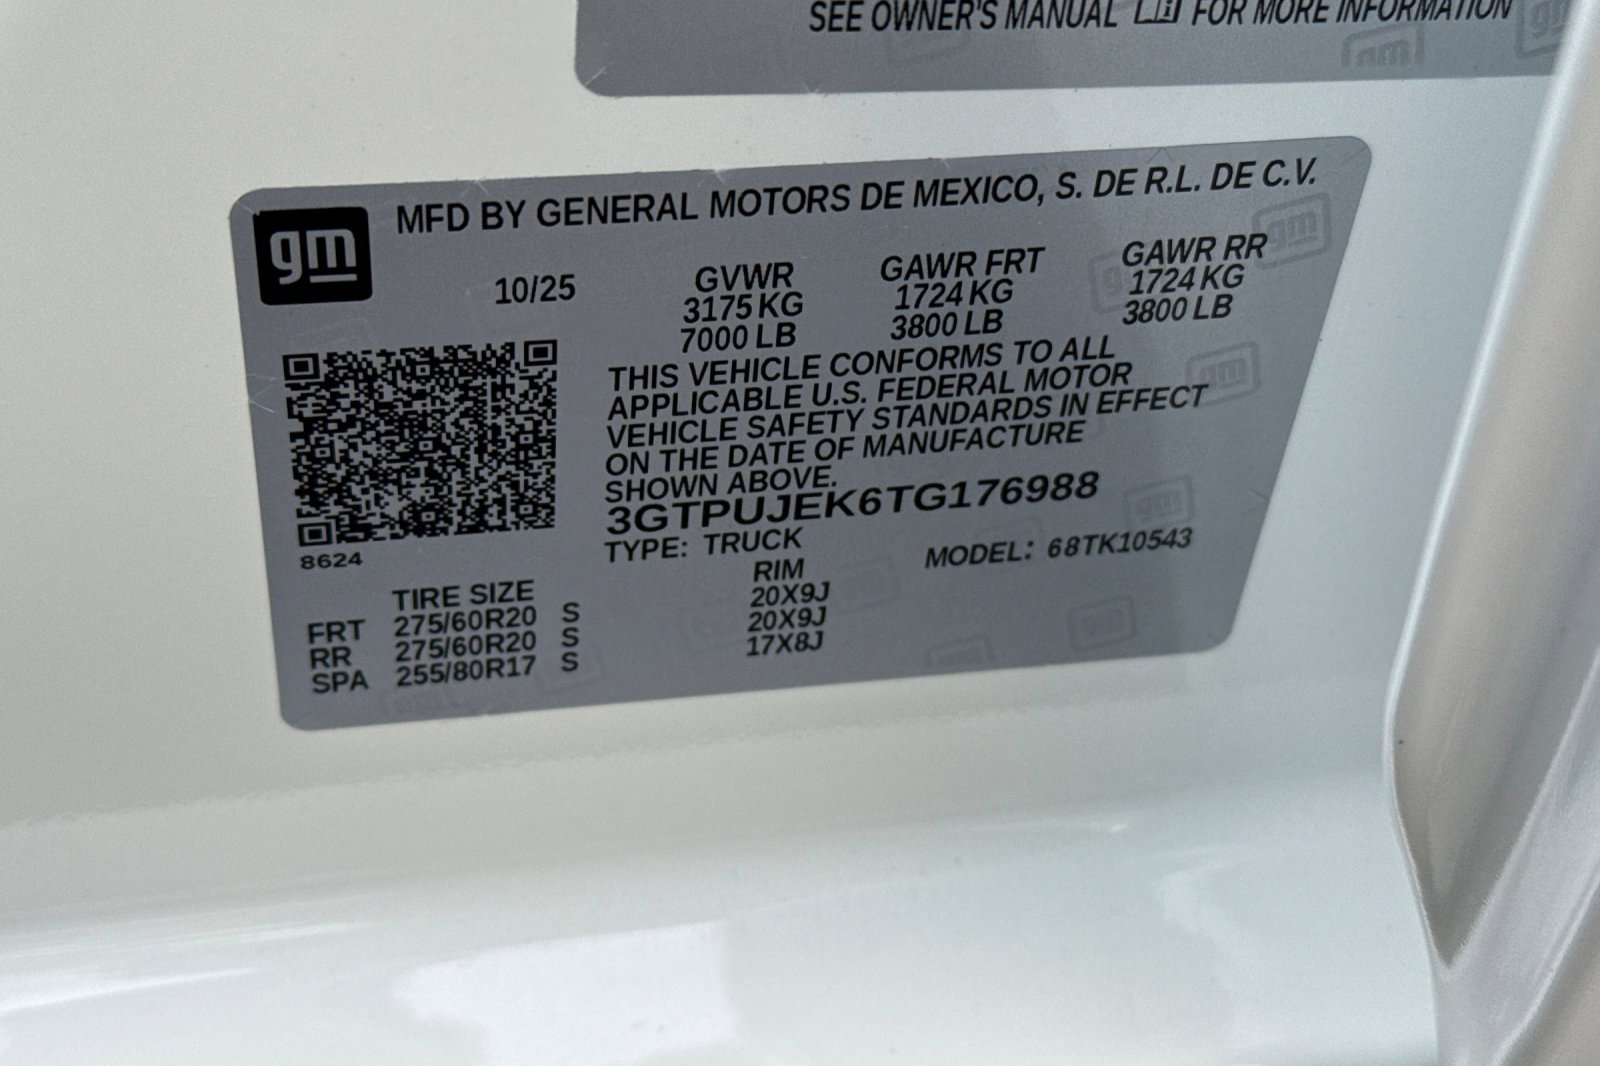 SEE OWNER'S MANUAL FOR MORE INFORMATION
gm
MFD BY GENERAL MOTORS DE MEXICO, S. DE R.L. DE C.V.
10/25 GVWR GAWR FRT GAWR RR
3175 KG 1724 KG 1724 KG
7000 LB 3800 LB 3800 LB
THIS VEHICLE CONFORMS TO ALL
APPLICABLE U.S. FEDERAL MOTOR
VEHICLE SAFETY STANDARDS IN EFFECT
ON THE DATE OF MANUFACTURE
SHOWN ABOVE.
3GTPUJEK6TG176988
TYPE: TRUCK MODEL: 68TK10543
8624
TIRE SIZE RIM
FRT 275/60R20 S 20X9J
RR 275/60R20 S 20X9J
SPA 255/80R17 S 17X8J